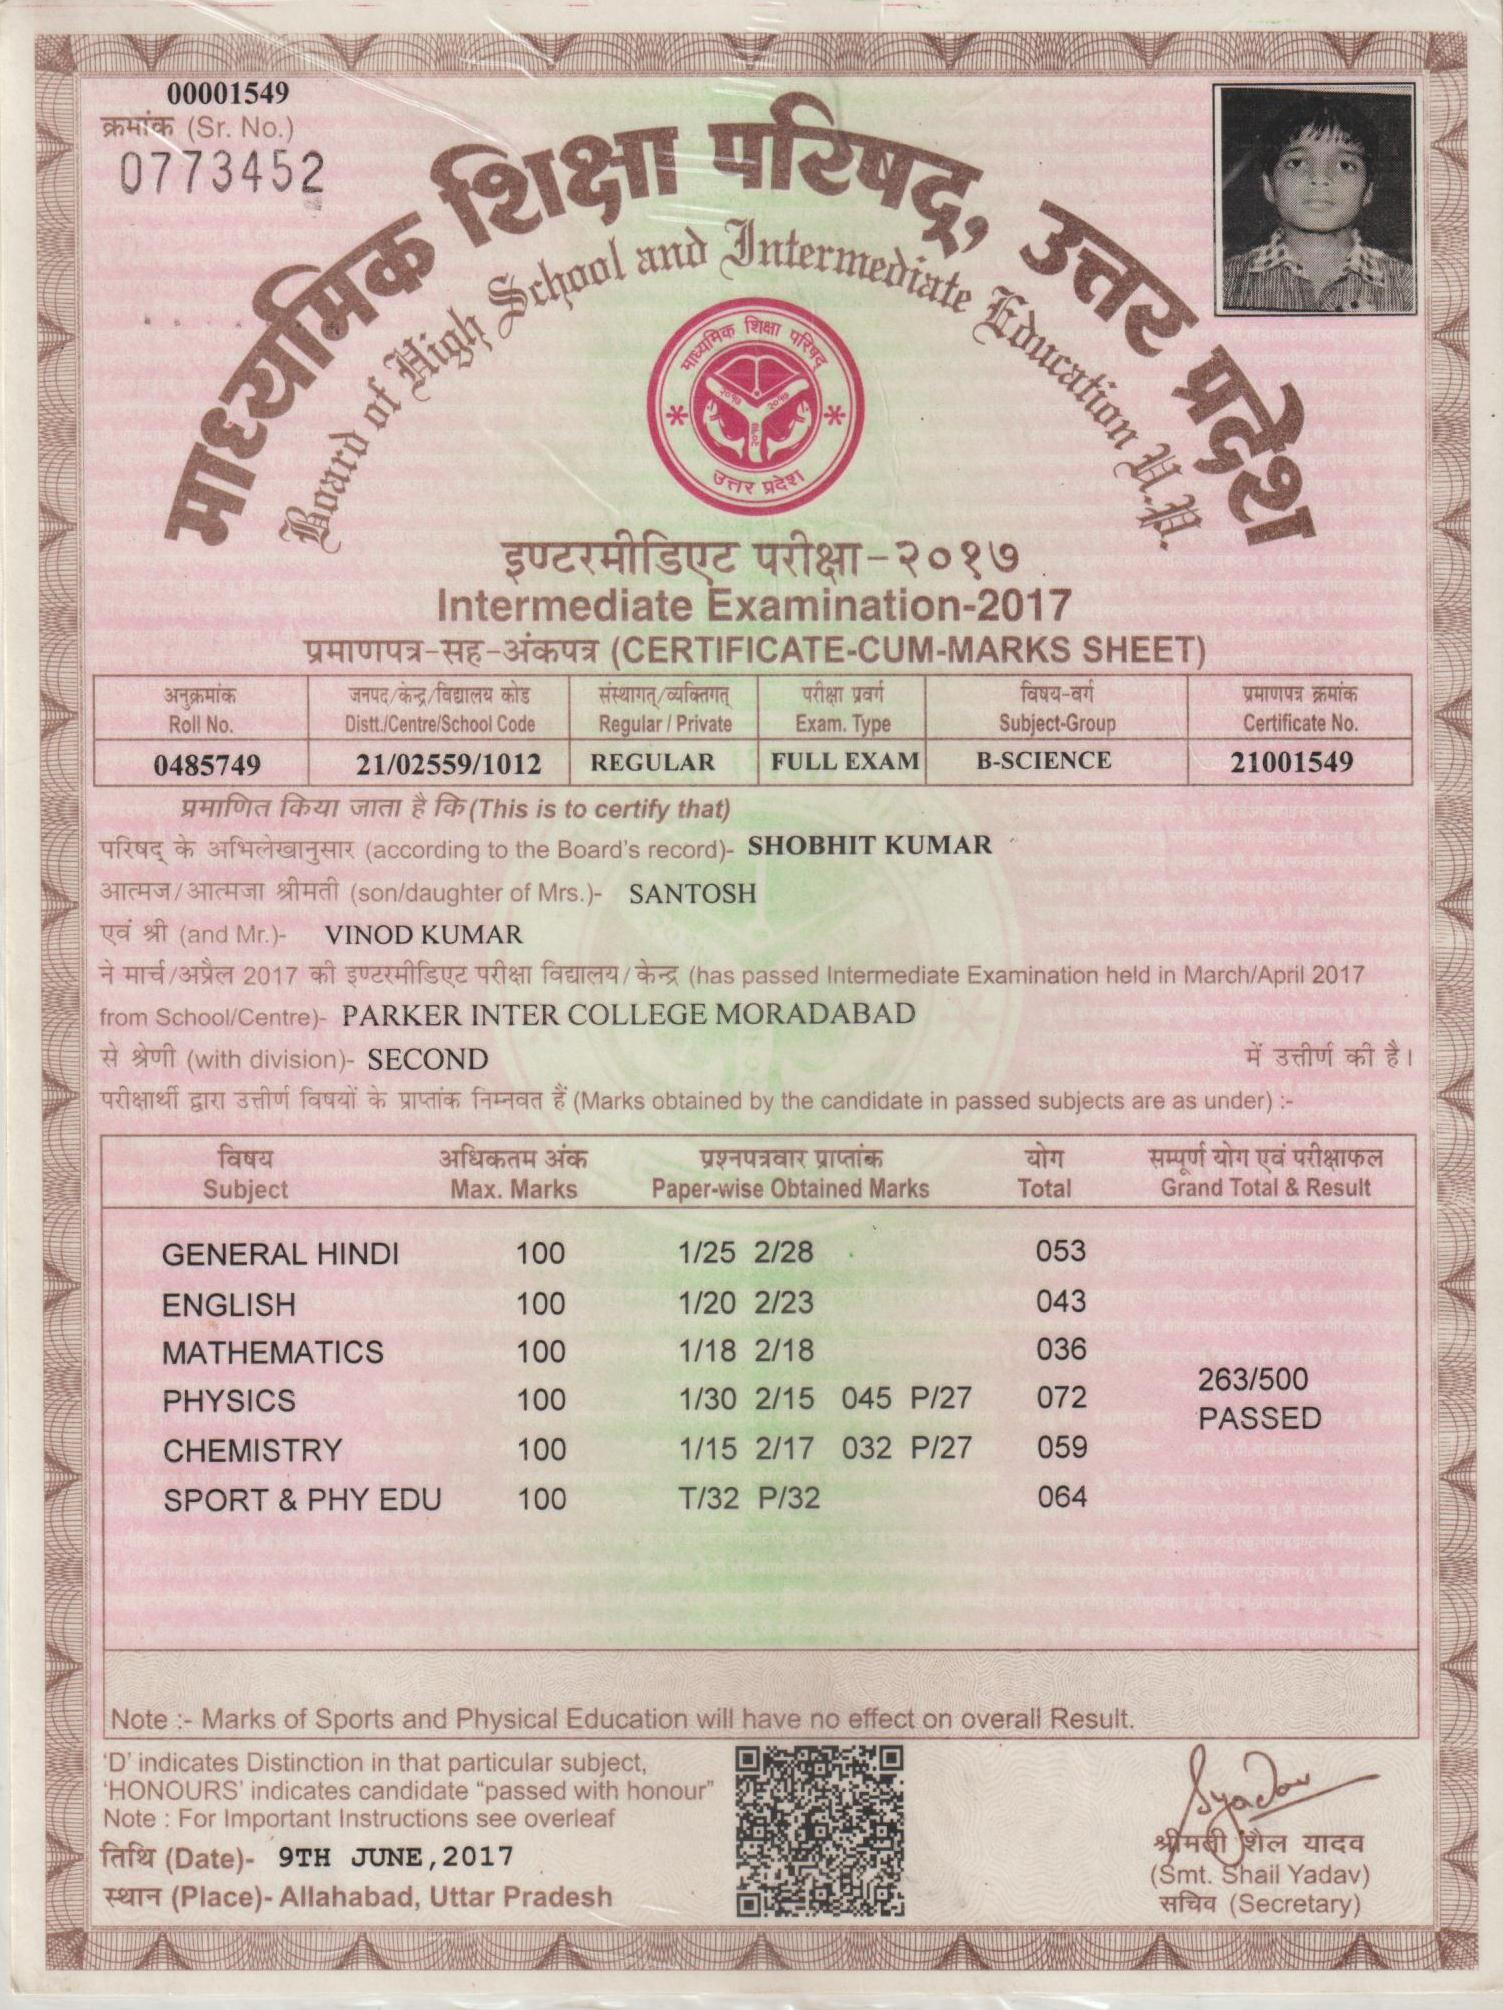 00001549
क्रमांक (Sr. No.)
0773452
माध्यमिक शिक्षा परिषद्, उत्तर प्रदेश
Board of High School and Intermediate Education U.P.
माध्यमिक शिक्षा परिषद्
उत्तर प्रदेश
इण्टरमीडिएट परीक्षा-२०१७
Intermediate Examination-2017
प्रमाणपत्र-सह-अंकपत्र (CERTIFICATE-CUM-MARKS SHEET)
अनुक्रमांक जनपद/केन्द्र/विद्यालय कोड संस्थागत्/व्यक्तिगत् परीक्षा प्रवर्ग विषय-वर्ग प्रमाणपत्र क्रमांक
Roll No. Distt./Centre/School Code Regular / Private Exam. Type Subject-Group Certificate No.
0485749 21/02559/1012 REGULAR FULL EXAM B-SCIENCE 21001549
प्रमाणित किया जाता है कि (This is to certify that)
परिषद् के अभिलेखानुसार (according to the Board's record)- SHOBHIT KUMAR
आत्मज/आत्मजा श्रीमती (son/daughter of Mrs.)- SANTOSH
एवं श्री (and Mr.)- VINOD KUMAR
ने मार्च/अप्रैल 2017 की इण्टरमीडिएट परीक्षा विद्यालय/केन्द्र (has passed Intermediate Examination held in March/April 2017
from School/Centre)- PARKER INTER COLLEGE MORADABAD
से श्रेणी (with division)- SECOND में उत्तीर्ण की है।
परीक्षार्थी द्वारा उत्तीर्ण विषयों के प्राप्तांक निम्नवत हैं (Marks obtained by the candidate in passed subjects are as under) :-
विषय अधिकतम अंक प्रश्नपत्रवार प्राप्तांक योग सम्पूर्ण योग एवं परीक्षाफल
Subject Max. Marks Paper-wise Obtained Marks Total Grand Total & Result
GENERAL HINDI 100 1/25 2/28 053
ENGLISH 100 1/20 2/23 043
MATHEMATICS 100 1/18 2/18 036
263/500
PHYSICS 100 1/30 2/15 045 P/27 072
PASSED
CHEMISTRY 100 1/15 2/17 032 P/27 059
SPORT & PHY EDU 100 T/32 P/32 064
Note :- Marks of Sports and Physical Education will have no effect on overall Result.
'D' indicates Distinction in that particular subject,
'HONOURS' indicates candidate "passed with honour"
Note : For Important Instructions see overleaf
तिथि (Date)- 9TH JUNE,2017
स्थान (Place)- Allahabad, Uttar Pradesh
Syadav
श्रीमती शैल यादव
(Smt. Shail Yadav)
सचिव (Secretary)